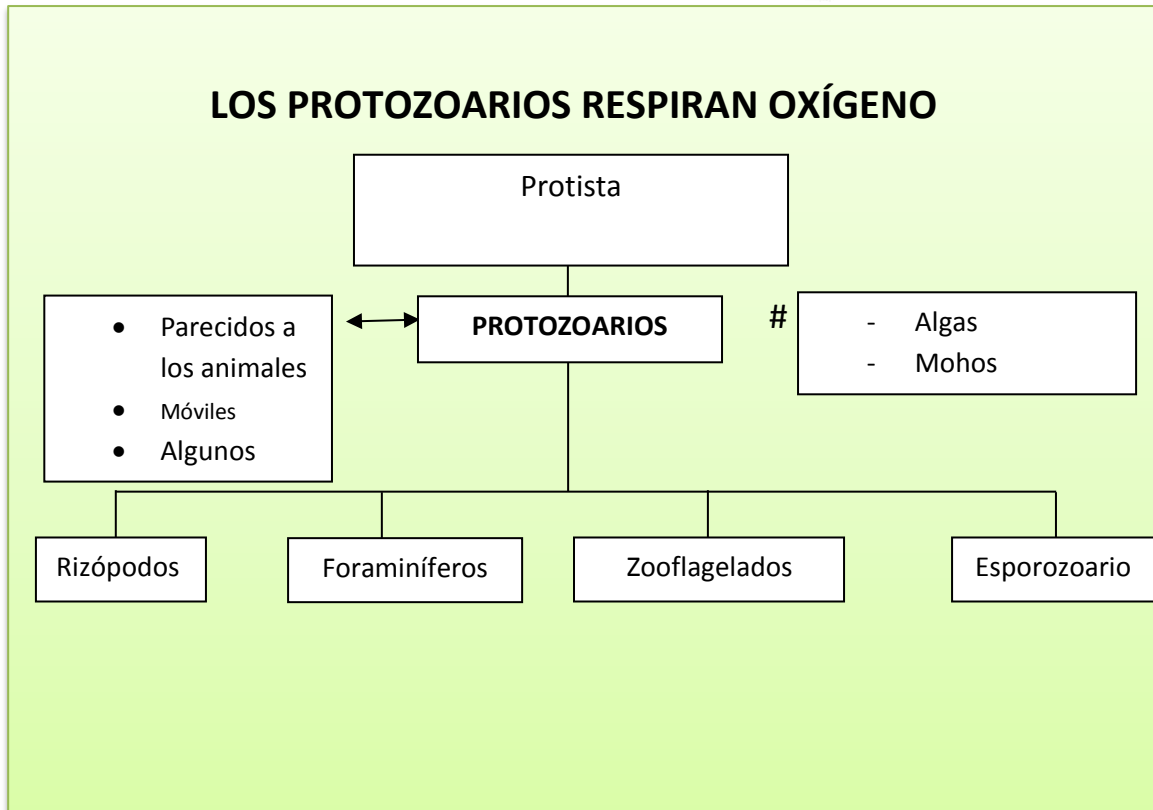 LOS PROTOZOARIOS RESPIRAN OXÍGENO
Protista
• Parecidos a
los animales
• Móviles
• Algunos
PROTOZOARIOS
#
- Algas
- Mohos
Rizópodos
Foraminíferos
Zooflagelados
Esporozoario